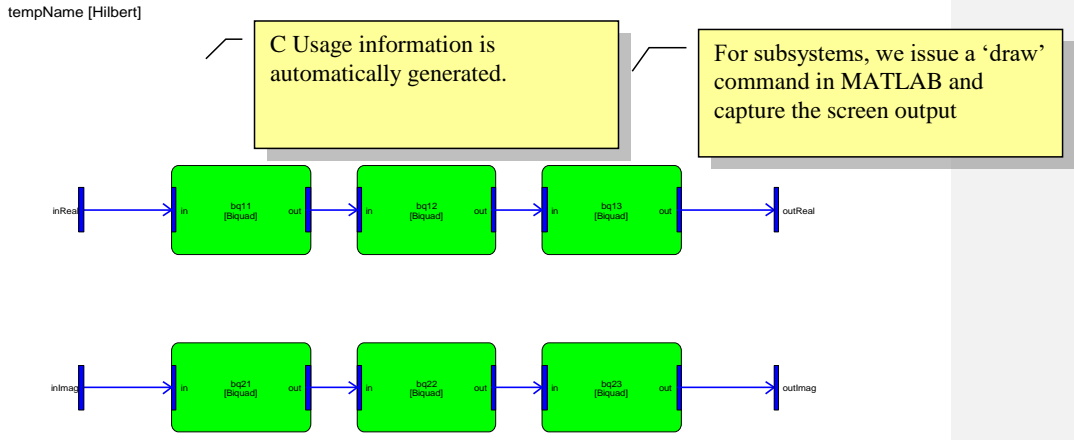 tempName [Hilbert]
C Usage information is
automatically generated.
For subsystems, we issue a ‘draw’
command in MATLAB and
capture the screen output
inReal
in
bq11
[Biquad]
out
in
bq12
[Biquad]
out
in
bq13
[Biquad]
out
outReal
inImag
in
bq21
[Biquad]
out
in
bq22
[Biquad]
out
in
bq23
[Biquad]
out
outImag